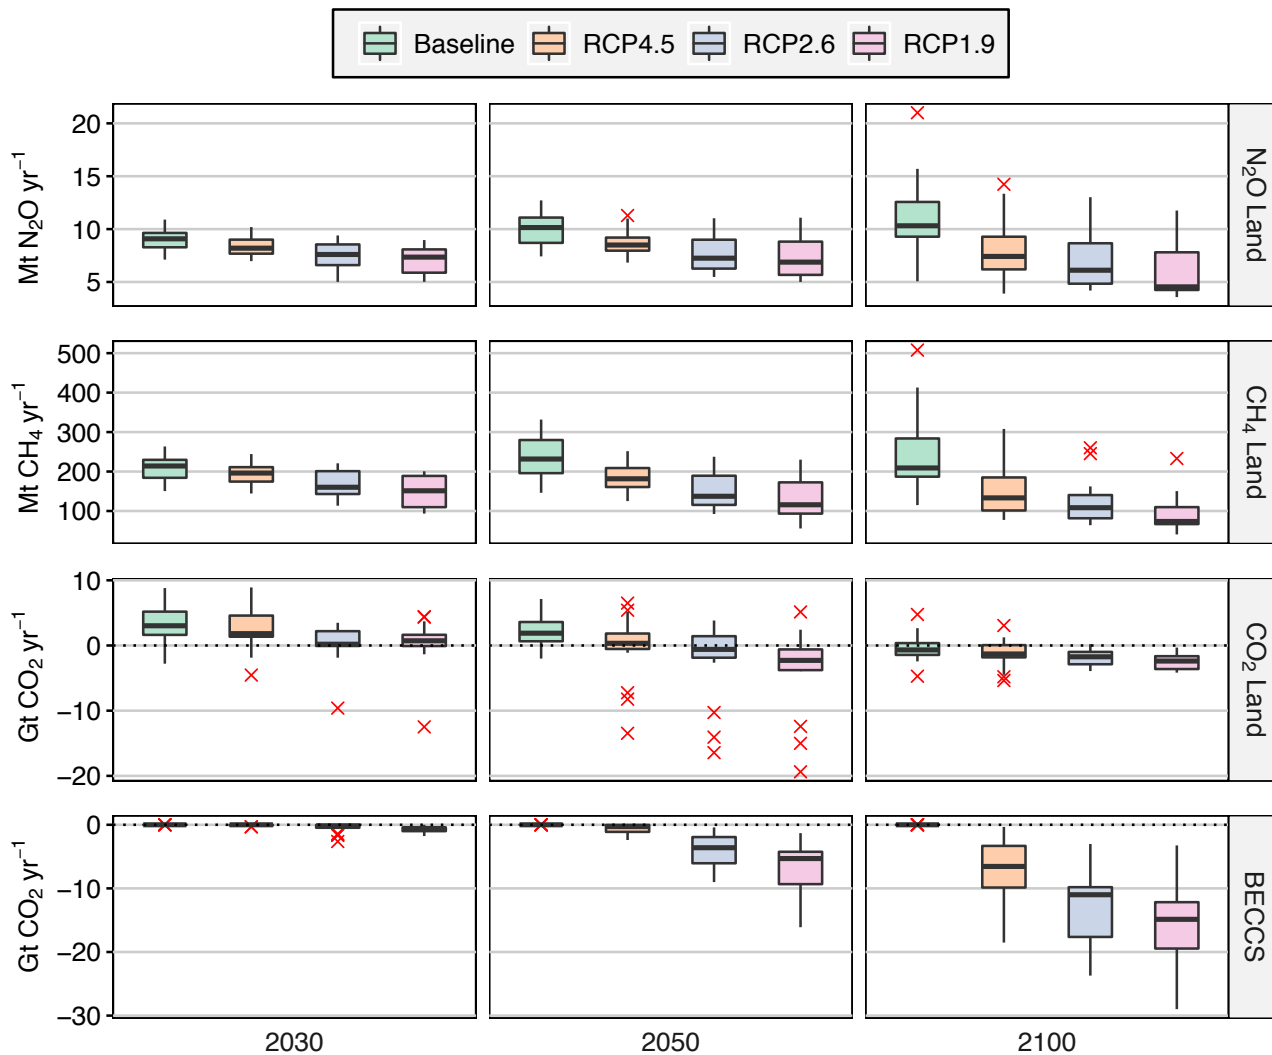 Baseline RCP4.5 RCP2.6 RCP1.9
Mt N₂O yr⁻¹
20
15
10
5
N₂O Land
Mt CH₄ yr⁻¹
500
400
300
200
100
CH₄ Land
Gt CO₂ yr⁻¹
10
0
−10
−20
CO₂ Land
Gt CO₂ yr⁻¹
0
−10
−20
−30
BECCS
2030 2050 2100